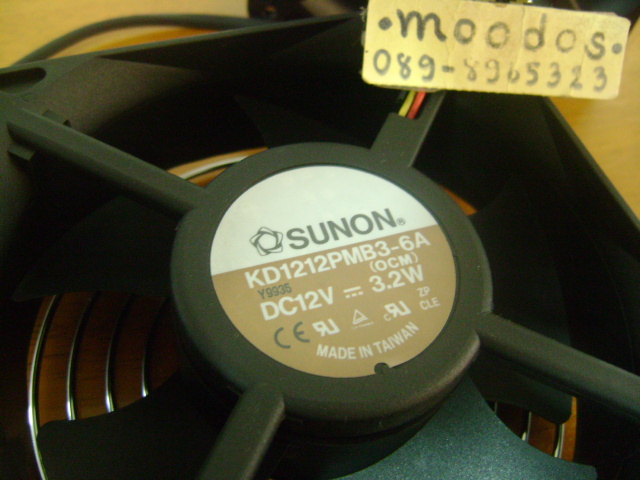 •moodos•
089-8965323
SUNON®
KD1212PMB3-6A
(OCM)
Y9935
DC12V ⎓ 3.2W
ZP
CLE
CE
MADE IN TAIWAN